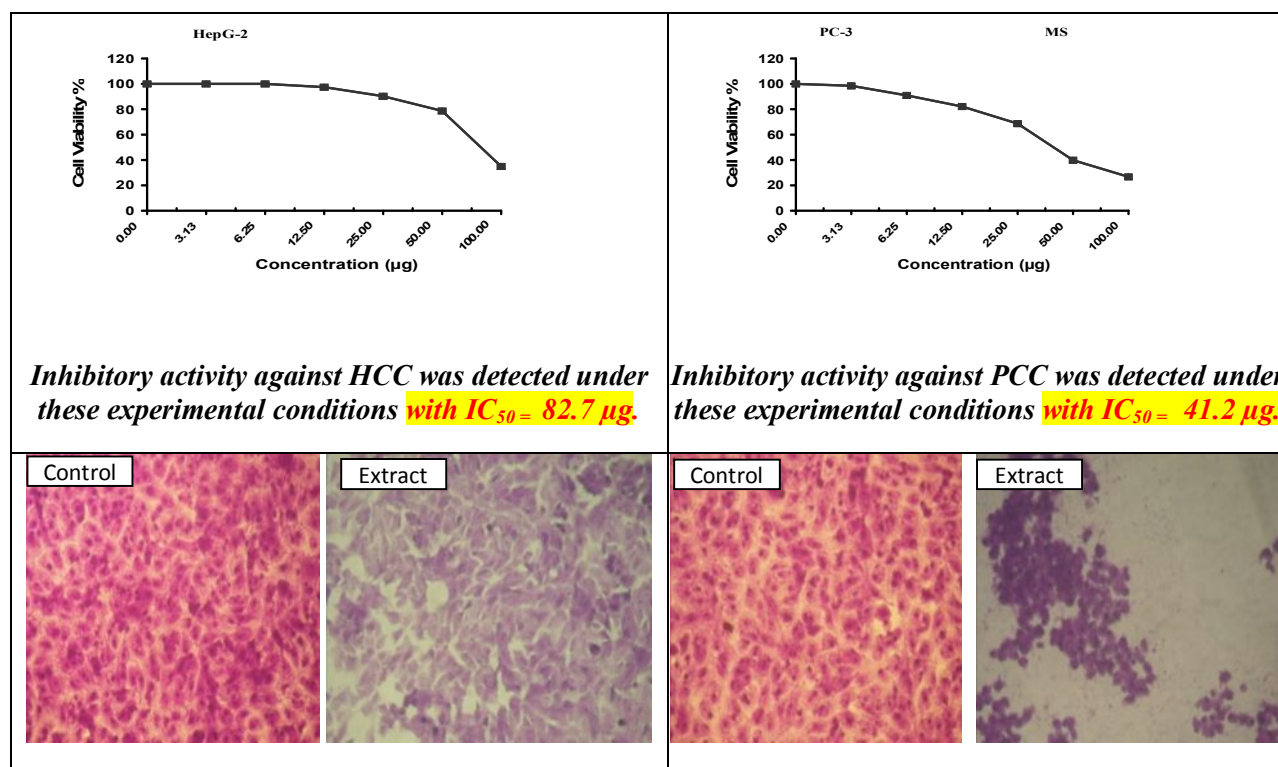 HepG-2
120
100
80
60
40
20
0
Cell Viability %
0.00
3.13
6.25
12.50
25.00
50.00
100.00
Concentration (µg)
Inhibitory activity against HCC was detected under
these experimental conditions with IC50 = 82.7 µg.
PC-3 MS
120
100
80
60
40
20
0
Cell Viability %
0.00
3.13
6.25
12.50
25.00
50.00
100.00
Concentration (µg)
Inhibitory activity against PCC was detected under
these experimental conditions with IC50 = 41.2 µg.
Control
Extract
Control
Extract